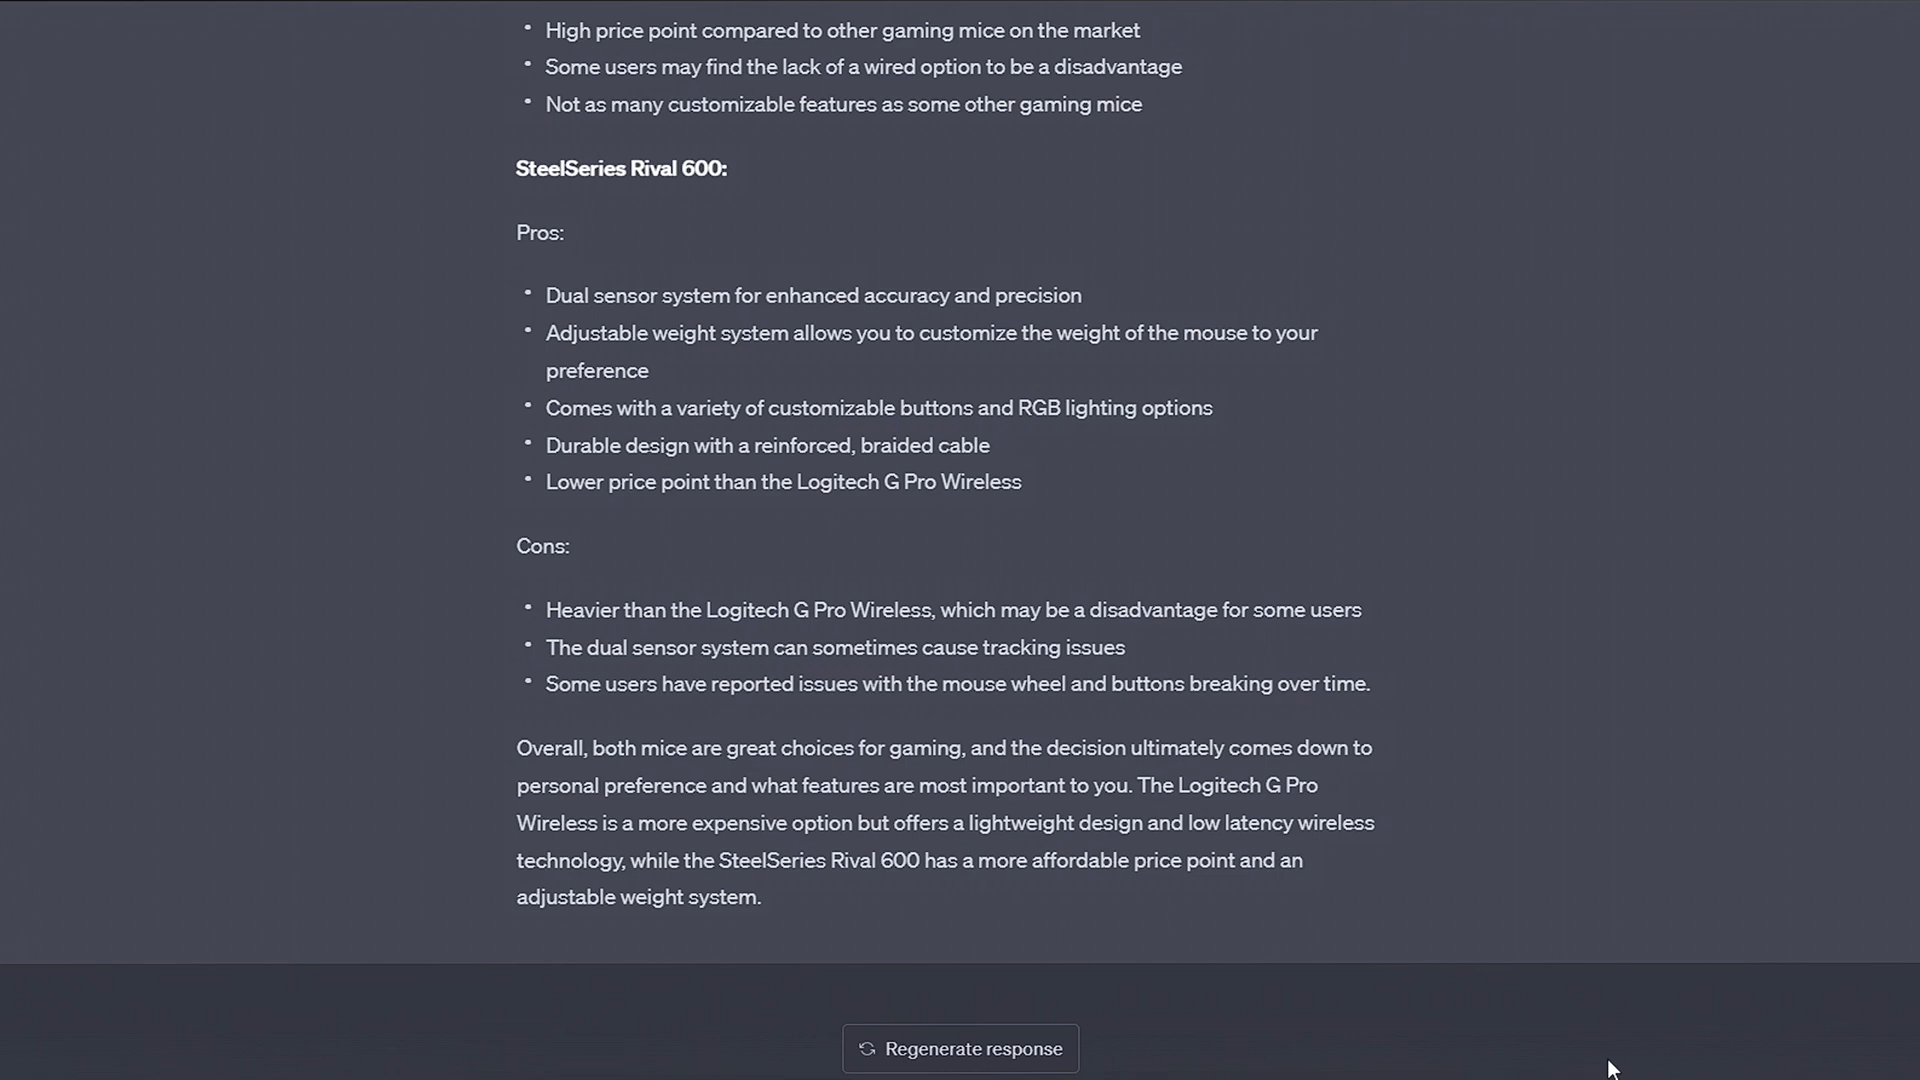 • High price point compared to other gaming mice on the market
• Some users may find the lack of a wired option to be a disadvantage
• Not as many customizable features as some other gaming mice
SteelSeries Rival 600:
Pros:
• Dual sensor system for enhanced accuracy and precision
• Adjustable weight system allows you to customize the weight of the mouse to your
preference
• Comes with a variety of customizable buttons and RGB lighting options
• Durable design with a reinforced, braided cable
• Lower price point than the Logitech G Pro Wireless
Cons:
• Heavier than the Logitech G Pro Wireless, which may be a disadvantage for some users
• The dual sensor system can sometimes cause tracking issues
• Some users have reported issues with the mouse wheel and buttons breaking over time.
Overall, both mice are great choices for gaming, and the decision ultimately comes down to
personal preference and what features are most important to you. The Logitech G Pro
Wireless is a more expensive option but offers a lightweight design and low latency wireless
technology, while the SteelSeries Rival 600 has a more affordable price point and an
adjustable weight system.
Regenerate response